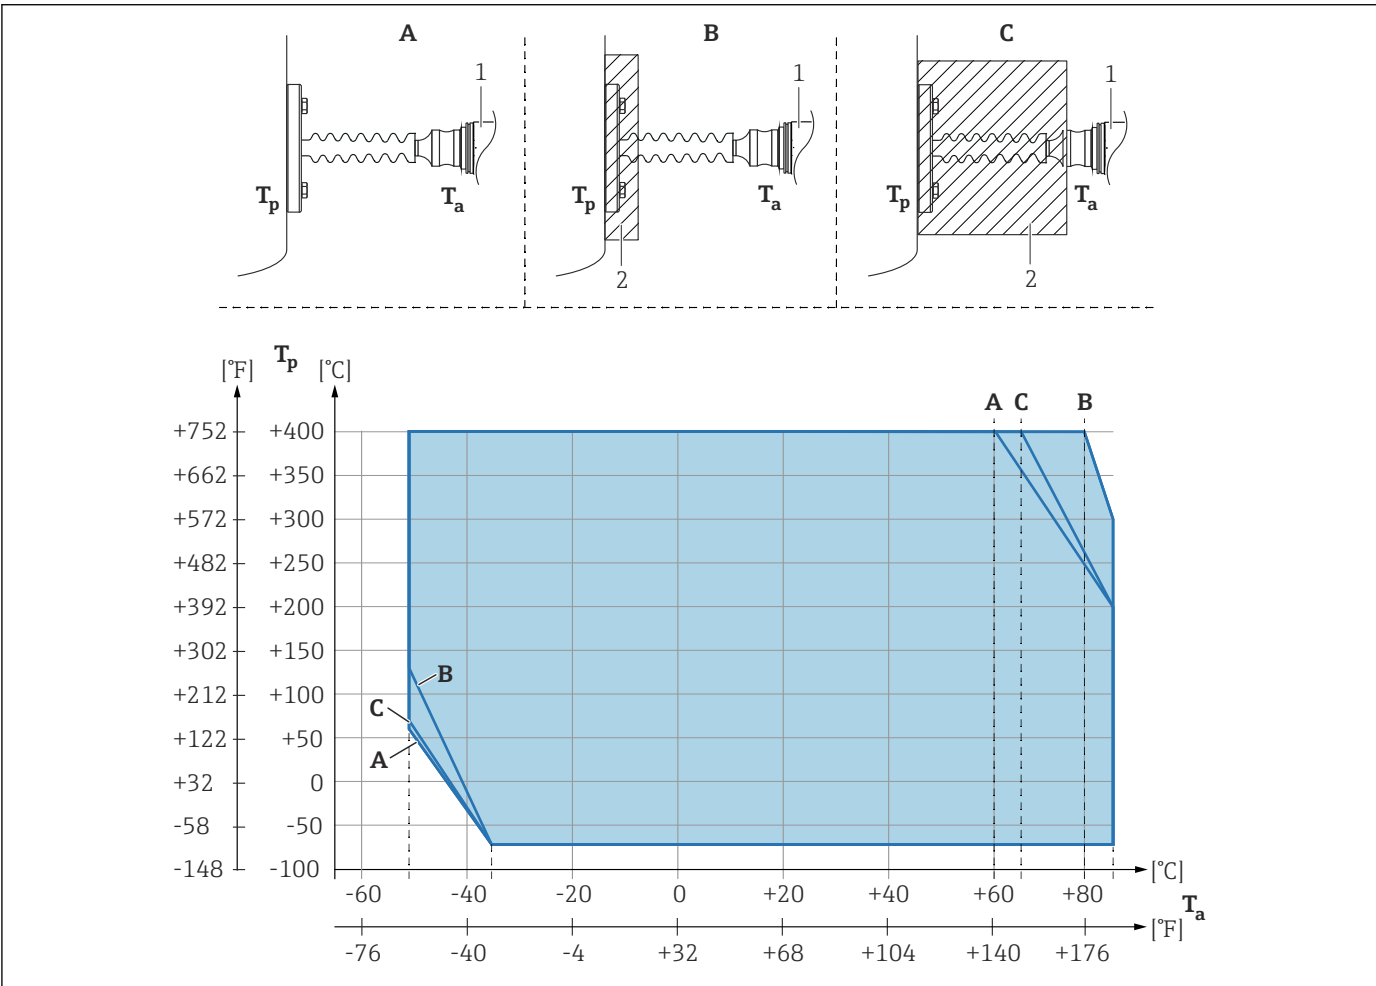 A B C
1 1 1
Tp Ta Tp Ta Tp Ta
2 2
[°F] Tp [°C]
A C B
+752 +400
+662 +350
+572 +300
+482 +250
+392 +200
+302 +150
B
+212 +100
C
+122 +50
A
+32 0
-58 -50
-148 -100
[°C]
-60 -40 -20 0 +20 +40 +60 +80
Ta
[°F]
-76 -40 -4 +32 +68 +104 +140 +176